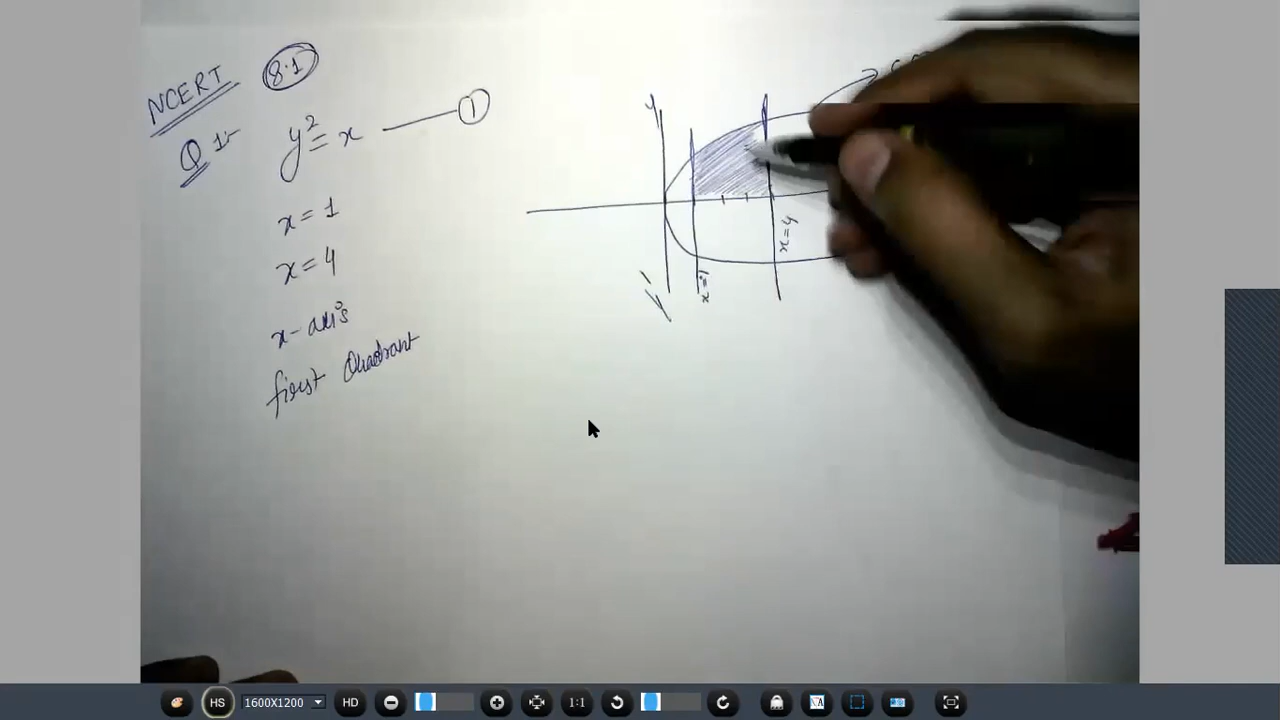 NCERT 8.1
Q 1:- y² = x — ①
x = 1
x = 4
x-axis
first Quadrant
y
x=4
x=1
y'
HS
1600X1200
HD
1:1